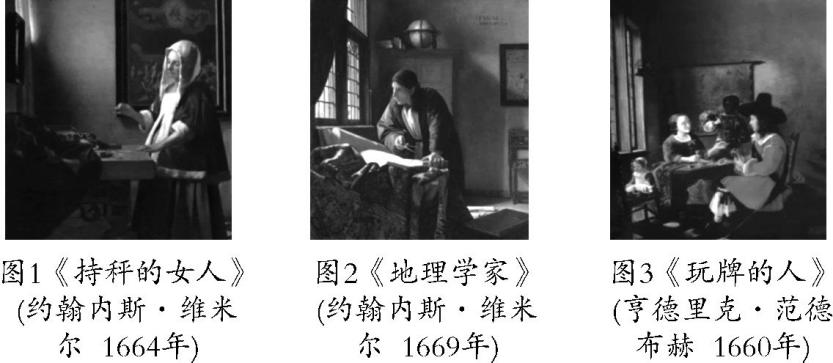 图1《持秤的女人》
(约翰内斯·维米
尔 1664年)
图2《地理学家》
(约翰内斯·维米
尔 1669年)
图3《玩牌的人》
(亨德里克·范德
布赫 1660年)